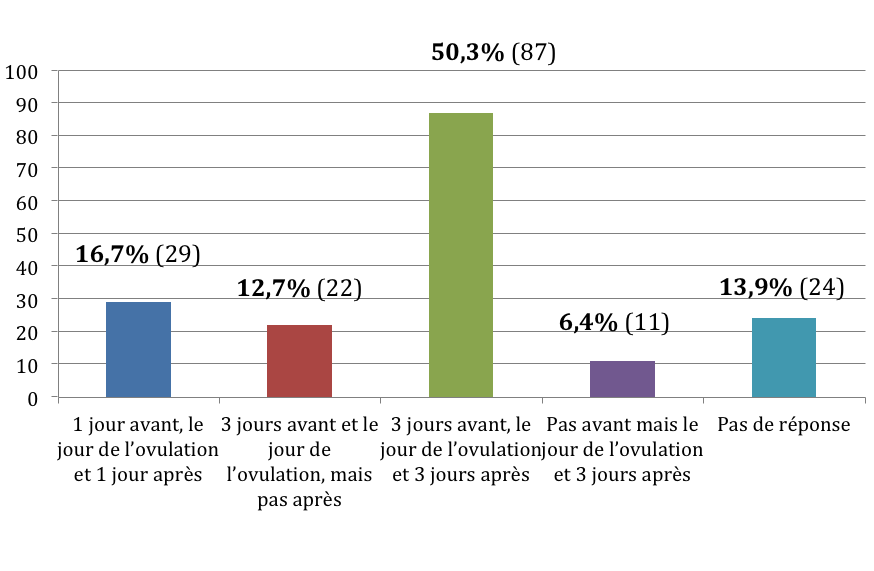 50,3% (87)
100
90
80
70
60
50
40
30
20
10
0
16,7% (29)
12,7% (22)
6,4% (11)
13,9% (24)
1 jour avant, le
jour de l’ovulation
et 1 jour après
3 jours avant et le
jour de
l’ovulation, mais
pas après
3 jours avant, le
jour de l’ovulation
et 3 jours après
Pas avant mais le
jour de l’ovulation
et 3 jours après
Pas de réponse